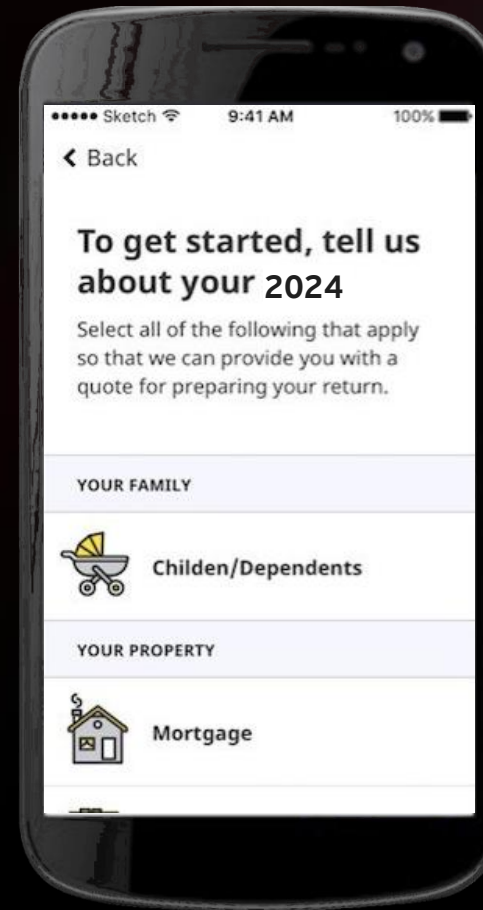 Sketch 9:41 AM 100%
Back
To get started, tell us
about your 2024
Select all of the following that apply
so that we can provide you with a
quote for preparing your return.
YOUR FAMILY
Childen/Dependents
YOUR PROPERTY
Mortgage